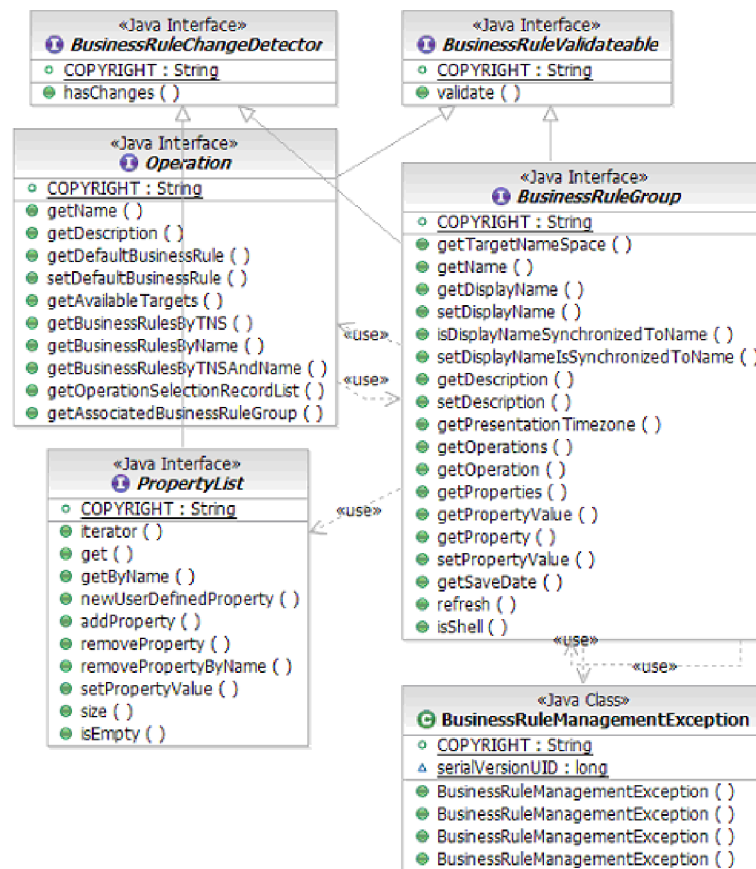 «Java Interface»
BusinessRuleChangeDetector
COPYRIGHT : String
hasChanges ( )
«Java Interface»
BusinessRuleValidateable
COPYRIGHT : String
validate ( )
«Java Interface»
Operation
COPYRIGHT : String
getName ( )
getDescription ( )
getDefaultBusinessRule ( )
setDefaultBusinessRule ( )
getAvailableTargets ( )
getBusinessRulesByTNS ( )
getBusinessRulesByName ( )
getBusinessRulesByTNSAndName ( )
getOperationSelectionRecordList ( )
getAssociatedBusinessRuleGroup ( )
«use»
«use»
«Java Interface»
BusinessRuleGroup
COPYRIGHT : String
getTargetNameSpace ( )
getName ( )
getDisplayName ( )
setDisplayName ( )
isDisplayNameSynchronizedToName ( )
setDisplayNameIsSynchronizedToName ( )
getDescription ( )
setDescription ( )
getPresentationTimezone ( )
getOperations ( )
getOperation ( )
getProperties ( )
getPropertyValue ( )
getProperty ( )
setPropertyValue ( )
getSaveDate ( )
refresh ( )
isShell ( )
«Java Interface»
PropertyList
COPYRIGHT : String
iterator ( )
get ( )
getByName ( )
newUserDefinedProperty ( )
addProperty ( )
removeProperty ( )
removePropertyByName ( )
setPropertyValue ( )
size ( )
isEmpty ( )
«use»
«use»
«use»
«Java Class»
BusinessRuleManagementException
COPYRIGHT : String
serialVersionUID : long
BusinessRuleManagementException ( )
BusinessRuleManagementException ( )
BusinessRuleManagementException ( )
BusinessRuleManagementException ( )